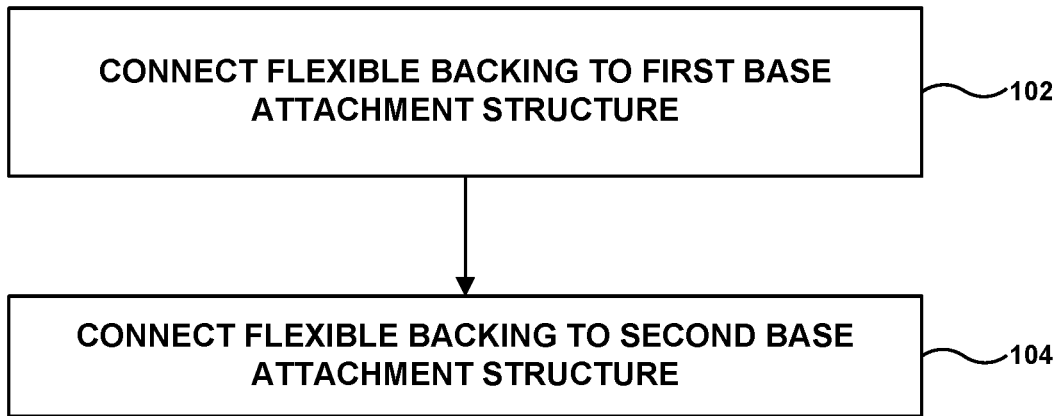 CONNECT FLEXIBLE BACKING TO FIRST BASE
ATTACHMENT STRUCTURE
102
CONNECT FLEXIBLE BACKING TO SECOND BASE
ATTACHMENT STRUCTURE
104